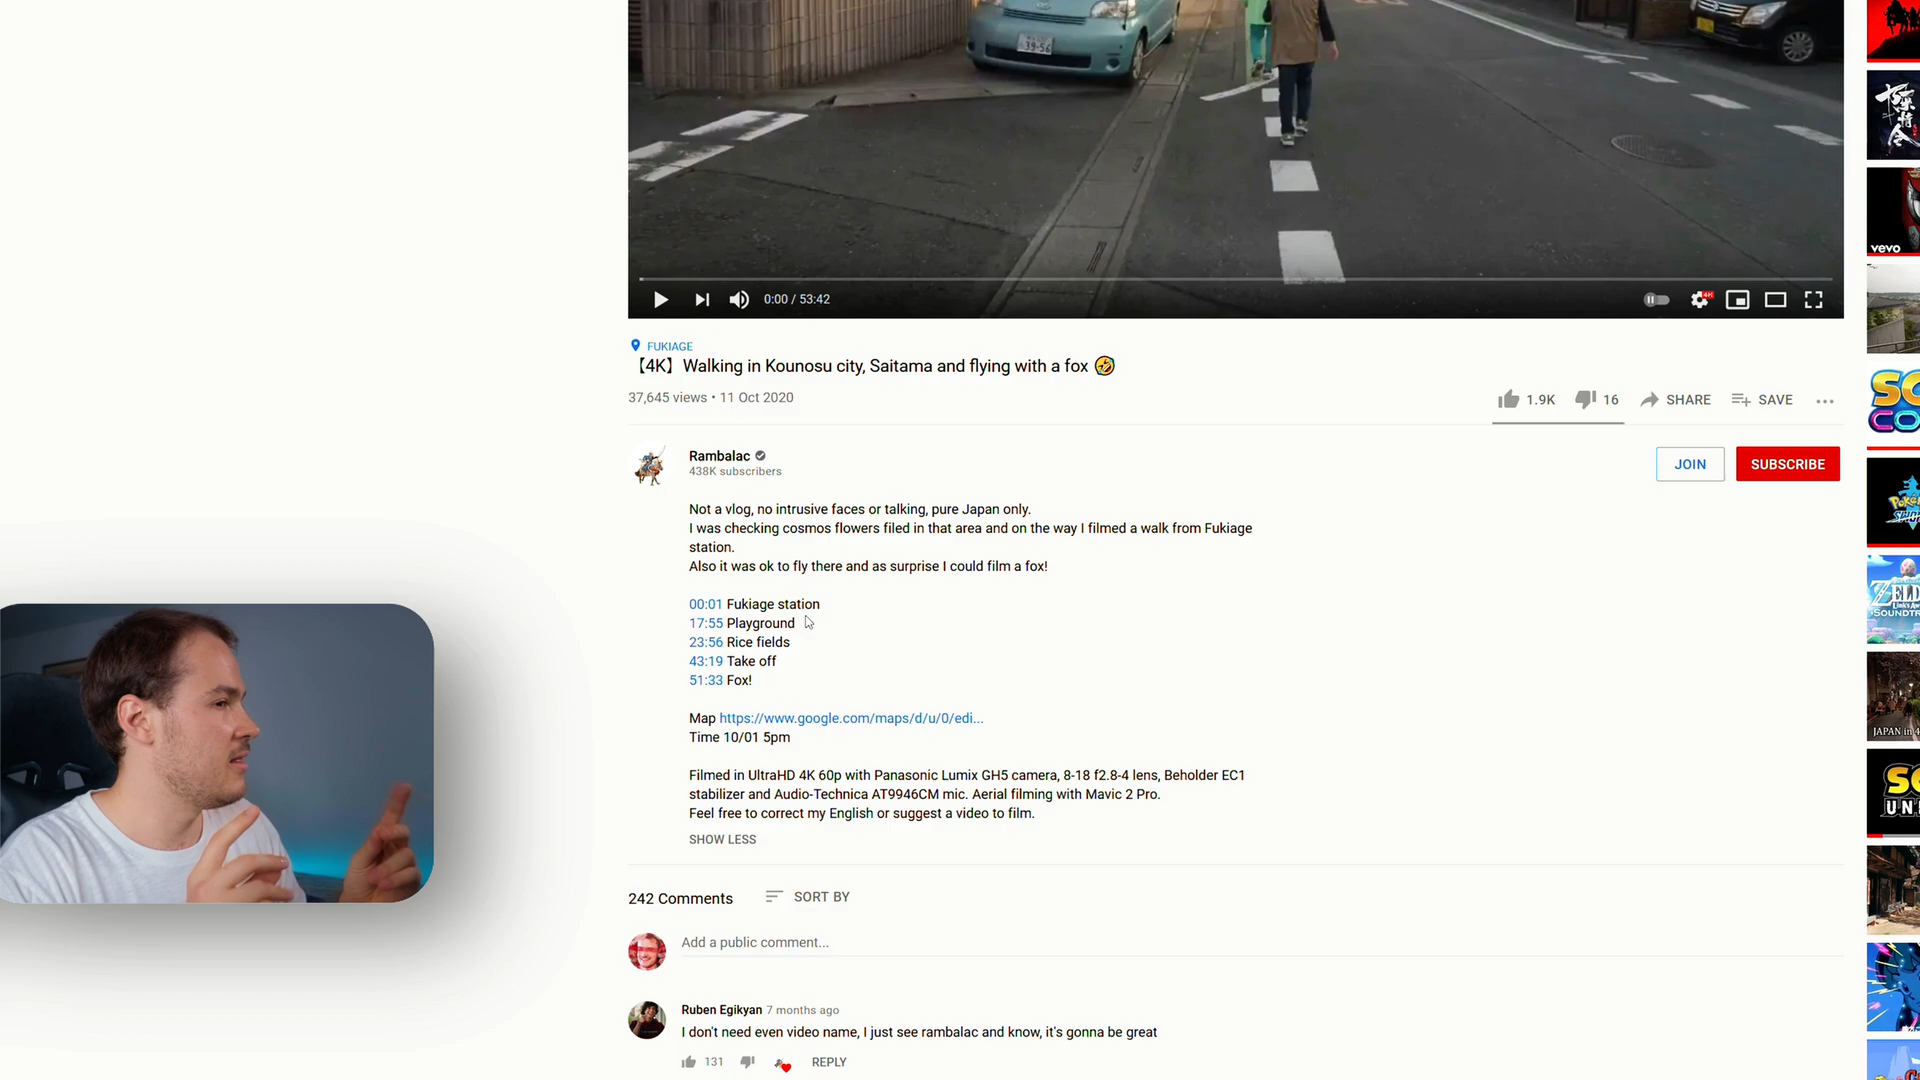 39-56
0:00 / 53:42
FUKIAGE
【4K】Walking in Kounosu city, Saitama and flying with a fox 🤣
37,645 views • 11 Oct 2020
1.9K
16
SHARE
SAVE
Rambalac
438K subscribers
JOIN
SUBSCRIBE
Not a vlog, no intrusive faces or talking, pure Japan only.
I was checking cosmos flowers filed in that area and on the way I filmed a walk from Fukiage
station.
Also it was ok to fly there and as surprise I could film a fox!
00:01 Fukiage station
17:55 Playground
23:56 Rice fields
43:19 Take off
51:33 Fox!
Map https://www.google.com/maps/d/u/0/edi...
Time 10/01 5pm
Filmed in UltraHD 4K 60p with Panasonic Lumix GH5 camera, 8-18 f2.8-4 lens, Beholder EC1
stabilizer and Audio-Technica AT9946CM mic. Aerial filming with Mavic 2 Pro.
Feel free to correct my English or suggest a video to film.
SHOW LESS
242 Comments
SORT BY
Add a public comment...
Ruben Egikyan 7 months ago
I don't need even video name, I just see rambalac and know, it's gonna be great
131
REPLY
vevo
JAPAN in 4